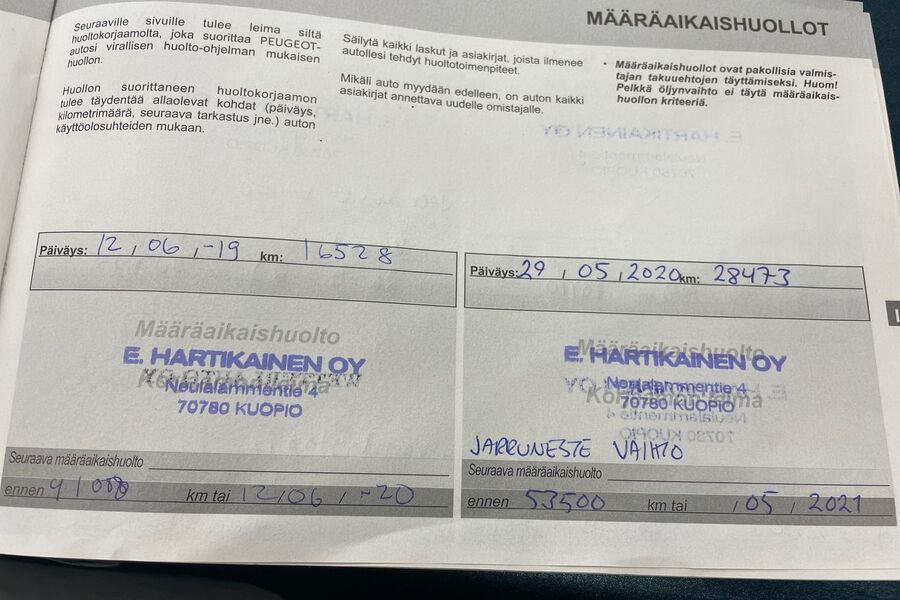 MÄÄRÄAIKAISHUOLLOT
Seuraaville sivuille tulee leima siltä
huoltokorjaamolta, joka suorittaa PEUGEOT-
autosi virallisen huolto-ohjelman mukaisen
huollon.
Huollon suorittaneen huoltokorjaamon
tulee täydentää allaolevat kohdat (päiväys,
kilometrimäärä, seuraava tarkastus jne.) auton
käyttöolosuhteiden mukaan.
Säilytä kaikki laskut ja asiakirjat, joista ilmenee
autollesi tehdyt huoltotoimenpiteet.
Mikäli auto myydään edelleen, on auton kaikki
asiakirjat annettava uudelle omistajalle.
• Määräaikaishuollot ovat pakollisia valmis-
tajan takuuehtojen täyttämiseksi. Huom!
Pelkkä öljynvaihto ei täytä määräaikais-
huollon kriteeriä.
Päiväys: 12, 06, -19 km: 16528
Määräaikaishuolto
E. HARTIKAINEN OY
Neulalammentie 4
70780 KUOPIO
Seuraava määräaikaishuolto
ennen km tai 12/06, -20
Päiväys: 29, 05, 2020 km: 28473
Määräaikaishuolto
E. HARTIKAINEN OY
Neulalammentie 4
Korjaamon leima
70780 KUOPIO
JARRUNESTE VAIHTO
Seuraava määräaikaishuolto
ennen 53500 km tai /05, 2021